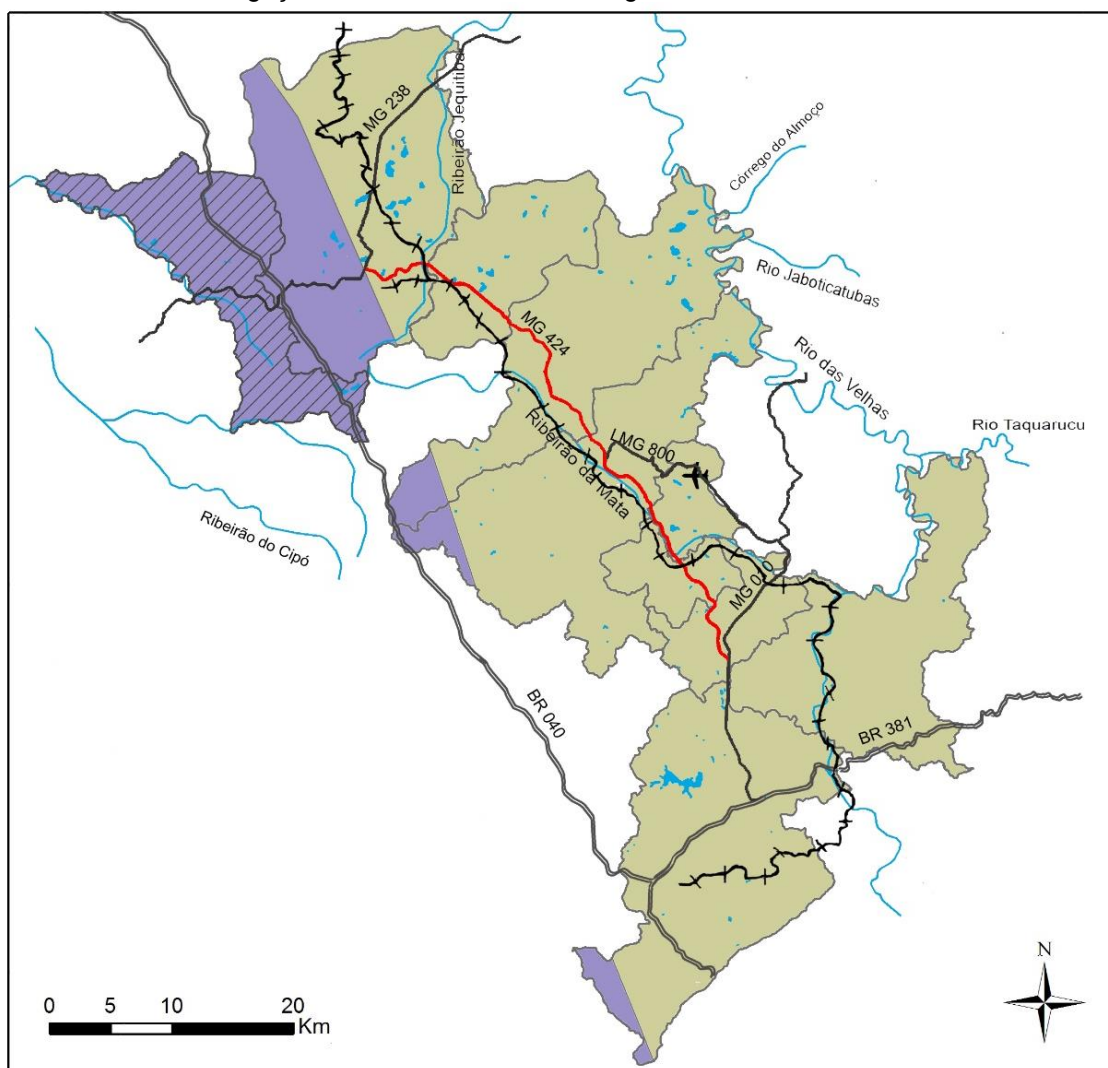 MG 238
Ribeirão Jequitiba
Córrego do Almoço
Rio Jaboticatubas
MG 424
Rio das Velhas
Rio Taquarucu
LMG 800
Ribeirão da Mata
Ribeirão do Cipó
MG 010
BR 040
BR 381
N
0 5 10 20
Km